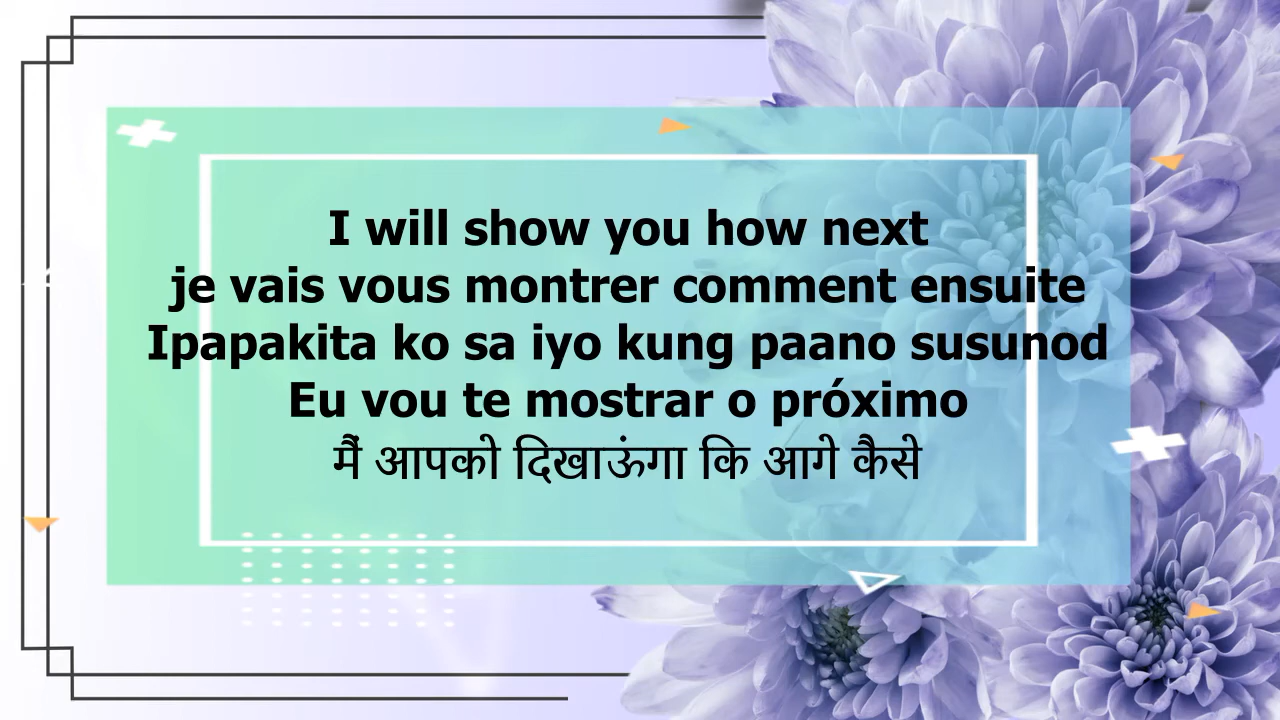 I will show you how next
je vais vous montrer comment ensuite
Ipapakita ko sa iyo kung paano susunod
Eu vou te mostrar o próximo
मैं आपको दिखाऊंगा कि आगे कैसे